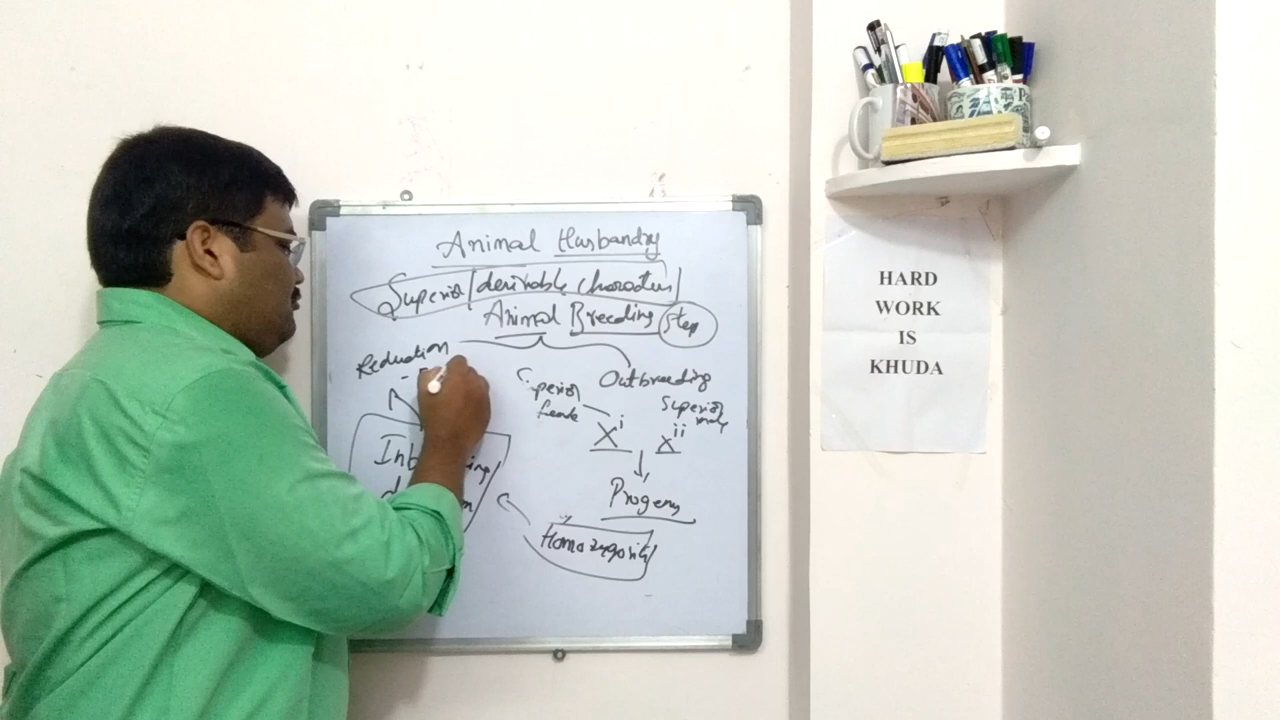 Animal Husbandry
Superior/desirable characters
Animal Breeding Step
Reduction
Superior
female
Outbreeding
Superior
male
X i
X ii
Progeny
Homozygosity
HARD
WORK
IS
KHUDA